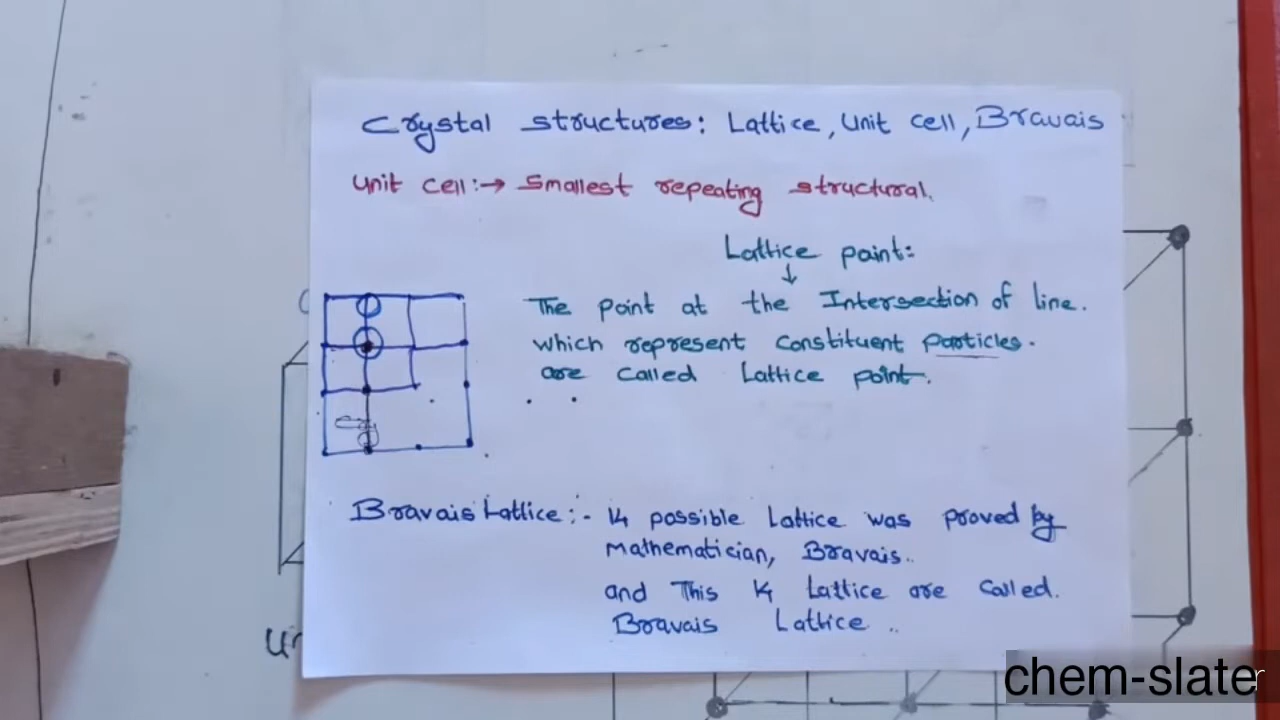 Crystal structures: Lattice, Unit cell, Bravais
Unit cell:→ Smallest repeating structural.
Lattice point:
↓
The point at the Intersection of line.
which represent constituent particles.
are called Lattice point.
Bravais Lattice:- 14 possible Lattice was proved by
Mathematician, Bravais..
and This 14 Lattice are called.
Bravais Lattice..
chem-slater